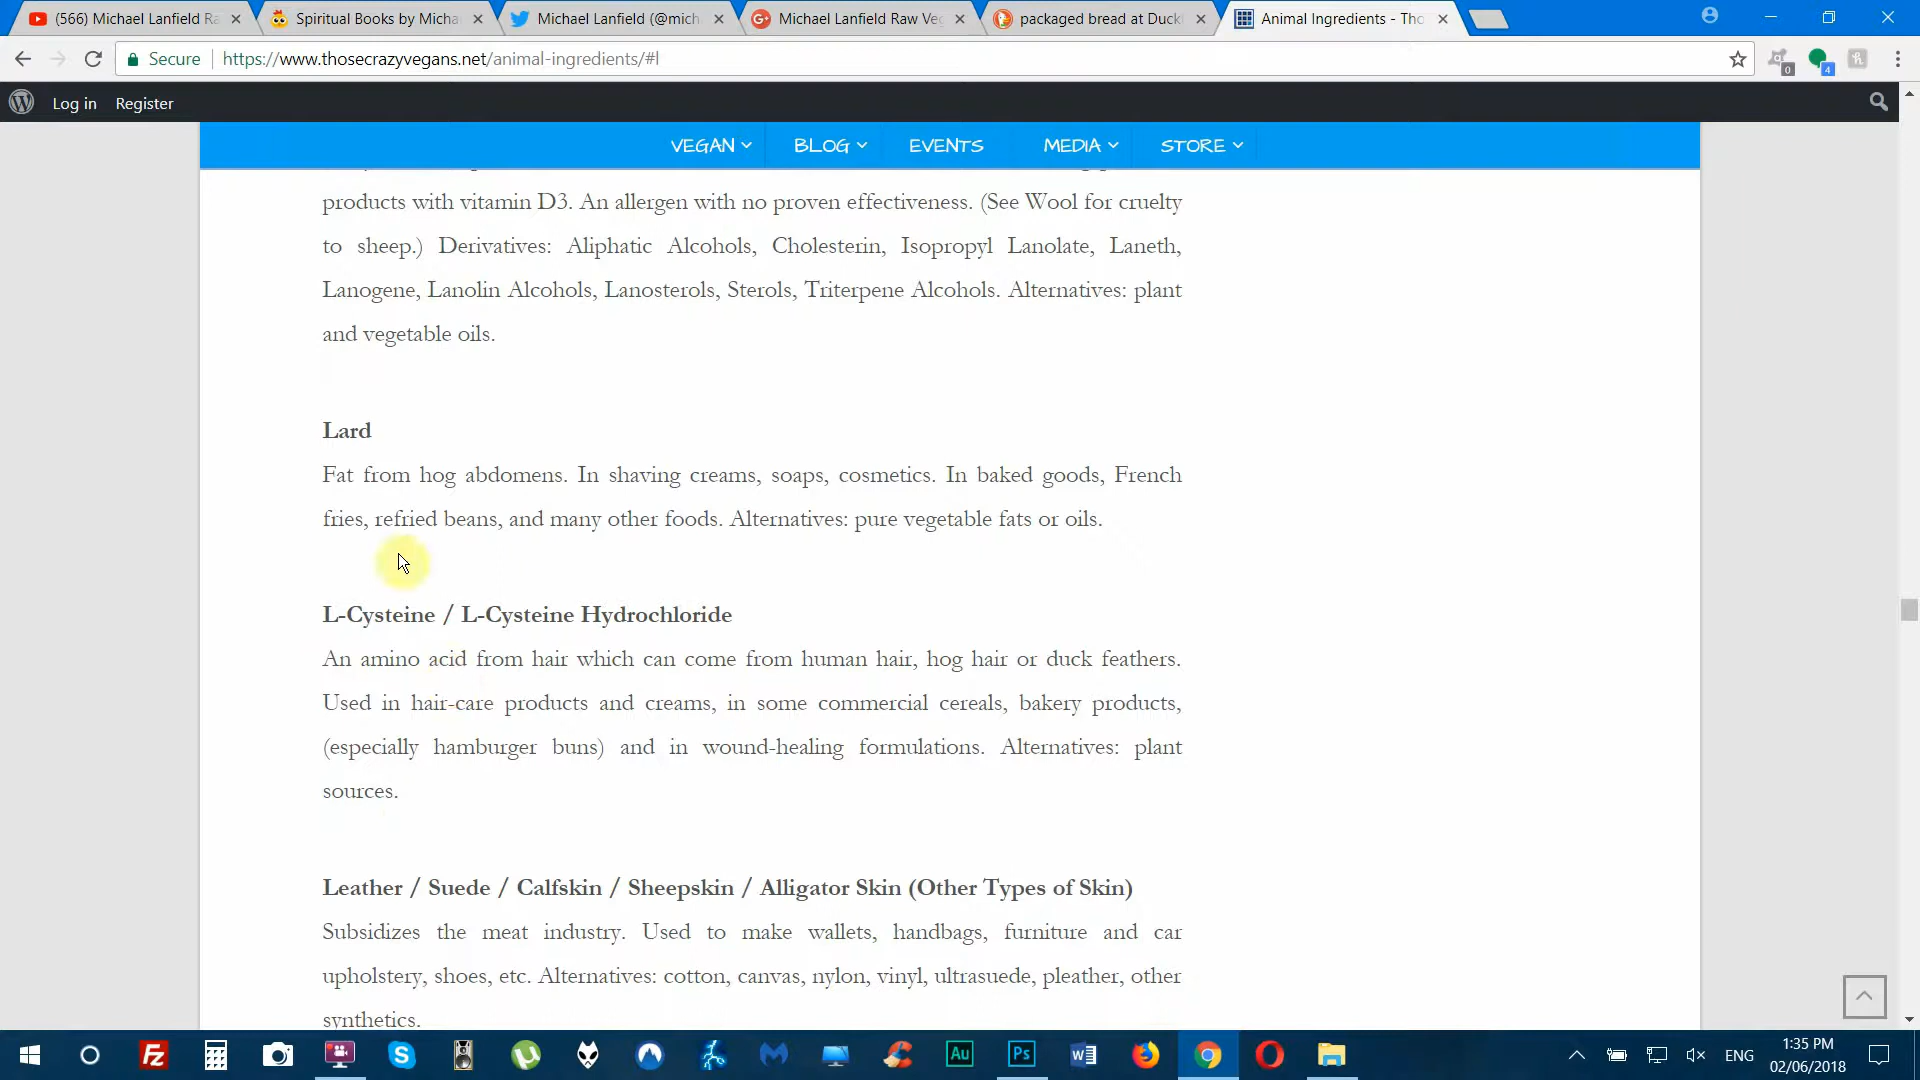 (566) Michael Lanfield Ra
Spiritual Books by Micha
Michael Lanfield (@mich
Michael Lanfield Raw Ve
packaged bread at Duckl
Animal Ingredients - Tho
Secure
https://www.thosecrazyvegans.net/animal-ingredients/#l
0
4
Log in
Register
VEGAN
BLOG
EVENTS
MEDIA
STORE
products with vitamin D3. An allergen with no proven effectiveness. (See Wool for cruelty
to sheep.) Derivatives: Aliphatic Alcohols, Cholesterin, Isopropyl Lanolate, Laneth,
Lanogene, Lanolin Alcohols, Lanosterols, Sterols, Triterpene Alcohols. Alternatives: plant
and vegetable oils.
Lard
Fat from hog abdomens. In shaving creams, soaps, cosmetics. In baked goods, French
fries, refried beans, and many other foods. Alternatives: pure vegetable fats or oils.
L-Cysteine / L-Cysteine Hydrochloride
An amino acid from hair which can come from human hair, hog hair or duck feathers.
Used in hair-care products and creams, in some commercial cereals, bakery products,
(especially hamburger buns) and in wound-healing formulations. Alternatives: plant
sources.
Leather / Suede / Calfskin / Sheepskin / Alligator Skin (Other Types of Skin)
Subsidizes the meat industry. Used to make wallets, handbags, furniture and car
upholstery, shoes, etc. Alternatives: cotton, canvas, nylon, vinyl, ultrasuede, pleather, other
synthetics.
Fz
Au
Ps
ENG
1:35 PM
02/06/2018